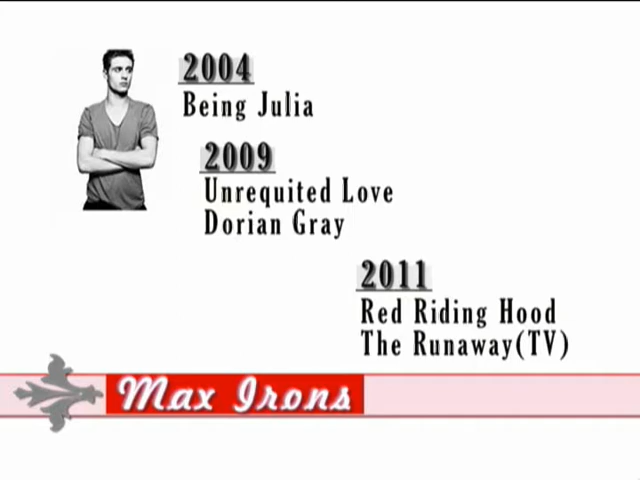 2004
Being Julia
2009
Unrequited Love
Dorian Gray
2011
Red Riding Hood
The Runaway(TV)
Max Irons